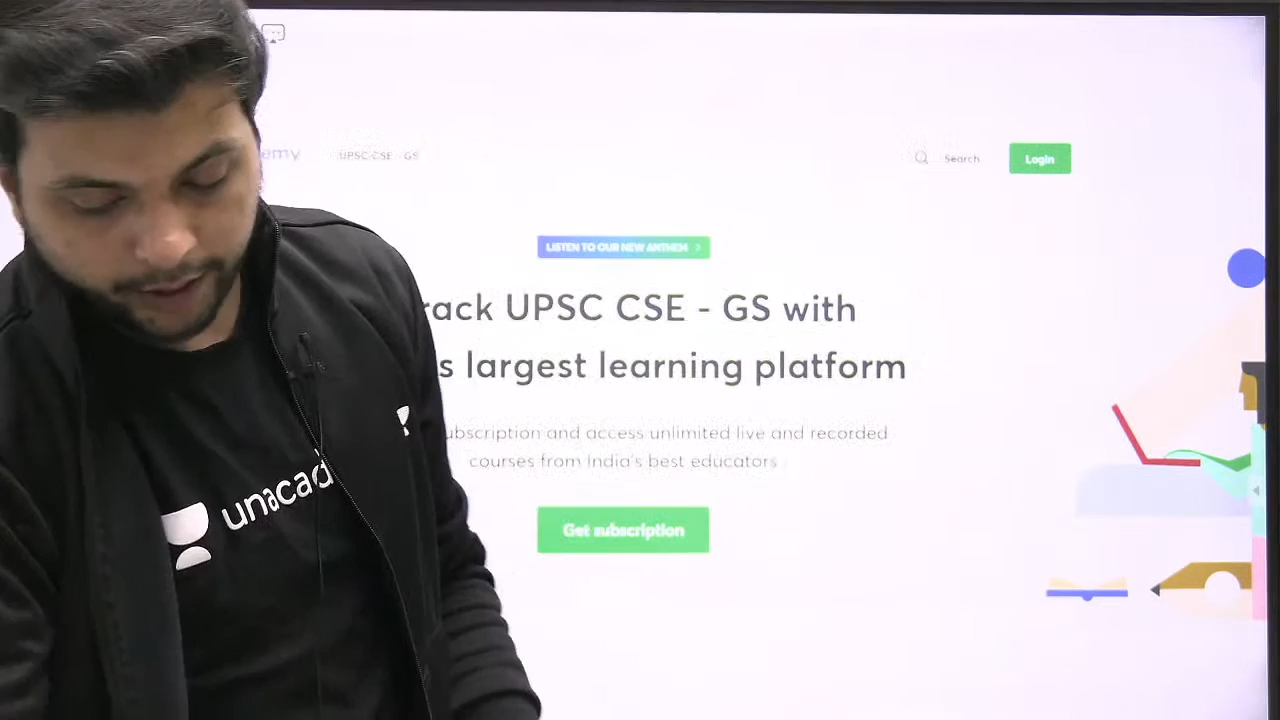 emy UPSC CSE - GS
Search
Login
LISTEN TO OUR NEW ANTHEM >
rack UPSC CSE - GS with
s largest learning platform
ubscription and access unlimited live and recorded
courses from India's best educators
Get subscription
unacad